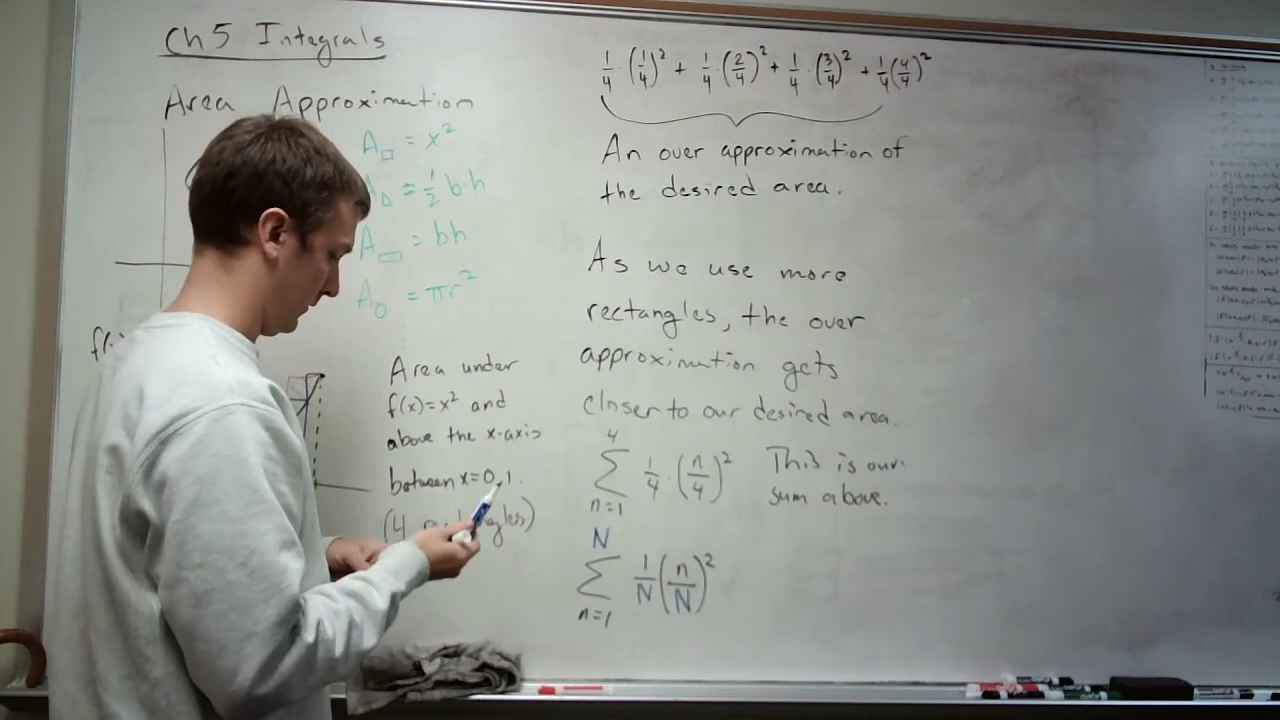 Ch 5 Integrals
Area Approximation
A□ = x²
A△ = ½ b·h
A▭ = bh
A○ = πr²
Area under
f(x)=x² and
above the x-axis
between x=0,1.
(4
1/4 · (1/4)² + 1/4 · (2/4)² + 1/4 · (3/4)² + 1/4 (4/4)²
An over approximation of
the desired area.
As we use more
rectangles, the over
approximation gets
closer to our desired area.
4
∑ 1/4 · (n/4)² This is our
n=1 sum above.
N
∑ 1/N (n/N)²
n=1